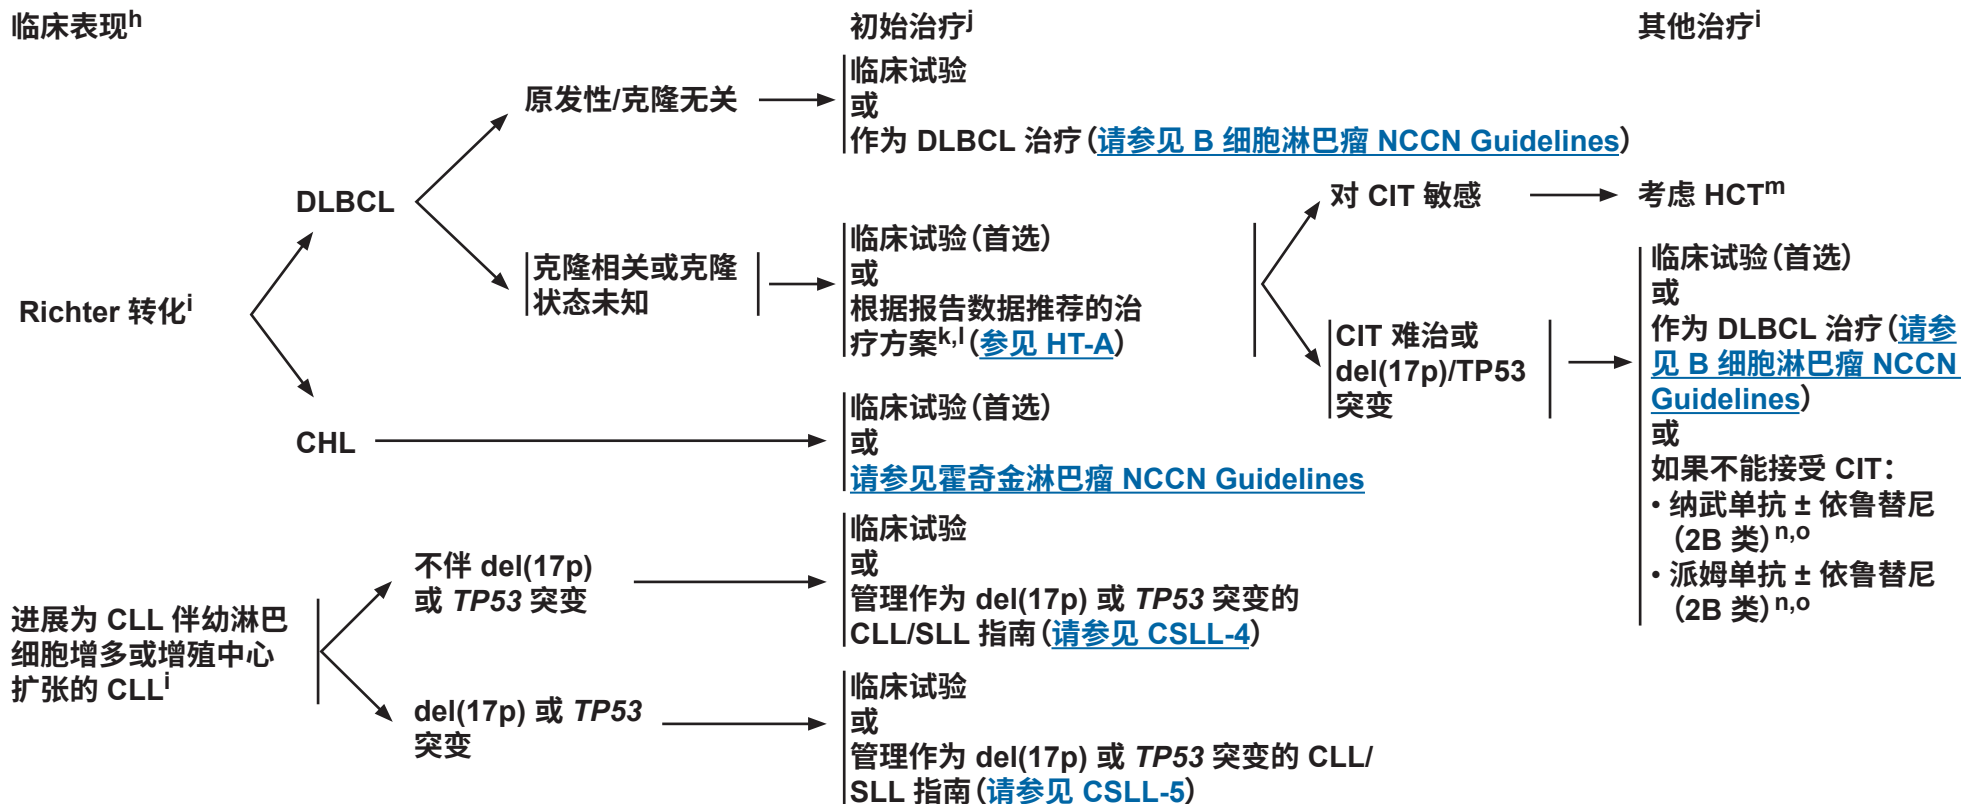 临床表现h
初始治疗j
其他治疗i
临床试验
或
作为 DLBCL 治疗（请参见 B 细胞淋巴瘤 NCCN Guidelines）
原发性/克隆无关
DLBCL
克隆相关或克隆
状态未知
临床试验（首选）
或
根据报告数据推荐的治
疗方案k,l（参见 HT-A）
对 CIT 敏感
考虑 HCTm
CIT 难治或
del(17p)/TP53
突变
临床试验（首选）
或
作为 DLBCL 治疗（请参
见 B 细胞淋巴瘤 NCCN
Guidelines）
或
如果不能接受 CIT：
• 纳武单抗 ± 依鲁替尼
（2B 类）n,o
• 派姆单抗 ± 依鲁替尼
（2B 类）n,o
Richter 转化i
CHL
临床试验（首选）
或
请参见霍奇金淋巴瘤 NCCN Guidelines
进展为 CLL 伴幼淋巴
细胞增多或增殖中心
扩张的 CLLi
不伴 del(17p)
或 TP53 突变
临床试验
或
管理作为 del(17p) 或 TP53 突变的
CLL/SLL 指南（请参见 CSLL-4）
del(17p) 或 TP53
突变
临床试验
或
管理作为 del(17p) 或 TP53 突变的 CLL/
SLL 指南（请参见 CSLL-5）